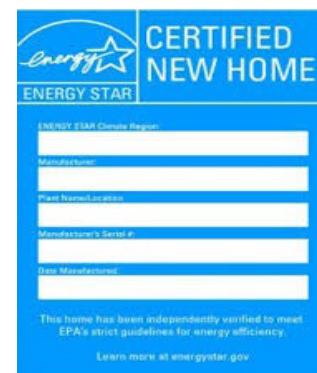 CERTIFIED
NEW HOME
energy
ENERGY STAR
ENERGY STAR Climate Region:
Manufacturer:
Plant Name/Location
Manufacturer's Serial #:
Date Manufactured:
This home has been independently verified to meet
EPA's strict guidelines for energy efficiency.
Learn more at energystar.gov